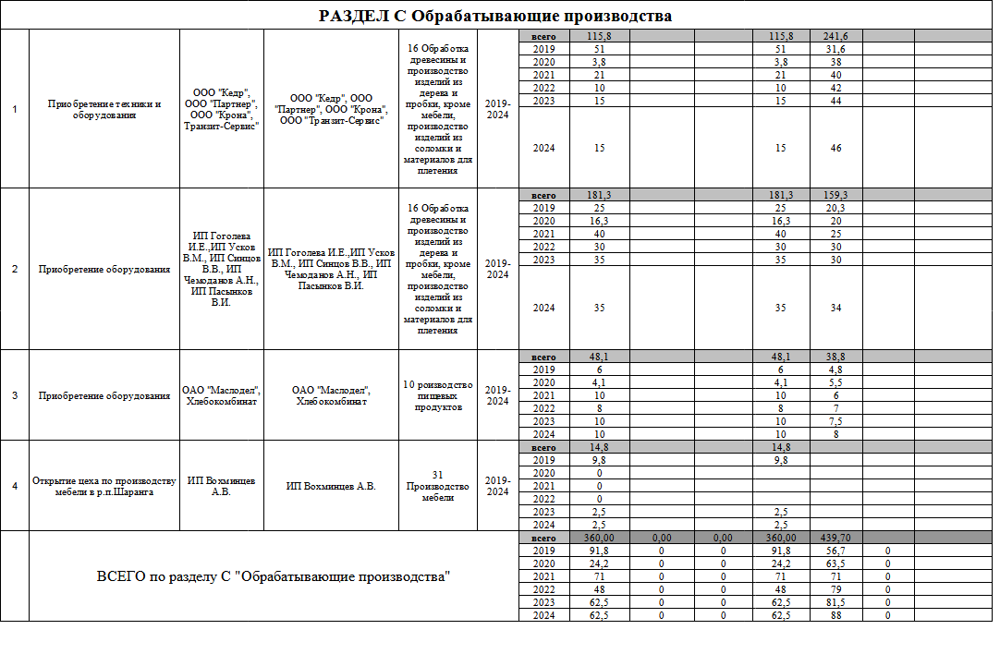 РАЗДЕЛ C Обрабатывающие производства
1
Приобретение техники и
оборудования
ООО "Кедр",
ООО "Партнер",
ООО "Крона,
Транзит-Сервис"
ООО "Кедр", ООО
"Партнер", ООО "Крона",
ООО "Транзит-Сервис"
16 Обработка
древесины и
производство
изделий из
дерева и
пробки, кроме
мебели,
производство
изделий из
соломки и
материалов для
плетения
2019-
2024
всего 115,8 115,8 241,6
2019 51 51 31,6
2020 3,8 3,8 38
2021 21 21 40
2022 10 10 42
2023 15 15 44
2024 15 15 46
2
Приобретение оборудования
ИП Гоголева
И.Е.,ИП Усков
В.М., ИП Синцов
В.В., ИП
Чемоданов А.Н.,
ИП Пасынков
В.И.
ИП Гоголева И.Е.,ИП Усков
В.М., ИП Синцов В.В., ИП
Чемоданов А.Н., ИП
Пасынков В.И.
16 Обработка
древесины и
производство
изделий из
дерева и
пробки, кроме
мебели,
производство
изделий из
соломки и
материалов для
плетения
2019-
2024
всего 181,3 181,3 159,3
2019 25 25 20,3
2020 16,3 16,3 20
2021 40 40 25
2022 30 30 30
2023 35 35 30
2024 35 35 34
3
Приобретение оборудования
ОАО "Маслодел",
Хлебокомбинат
ОАО "Маслодел",
Хлебокомбинат
10 роизводство
пищевых
продуктов
2019-
2024
всего 48,1 48,1 38,8
2019 6 6 4,8
2020 4,1 4,1 5,5
2021 10 10 6
2022 8 8 7
2023 10 10 7,5
2024 10 10 8
4
Открытие цеха по производству
мебели в р.п.Шаранга
ИП Вохминцев
А.В.
ИП Вохминцев А.В.
31
Производство
мебели
2019-
2024
всего 14,8 14,8
2019 9,8 9,8
2020 0
2021 0
2022 0
2023 2,5 2,5
2024 2,5 2,5
ВСЕГО по разделу С "Обрабатывающие производства"
всего 360,00 0,00 0,00 360,00 439,70
2019 91,8 0 0 91,8 56,7 0
2020 24,2 0 0 24,2 63,5 0
2021 71 0 0 71 71 0
2022 48 0 0 48 79 0
2023 62,5 0 0 62,5 81,5 0
2024 62,5 0 0 62,5 88 0